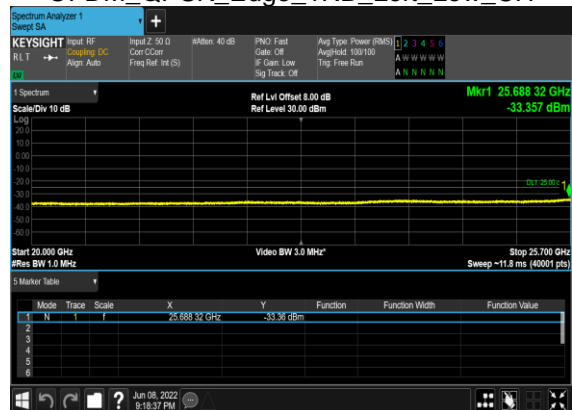 Spectrum Analyzer 1
Swept SA
+
KEYSIGHT Input: RF Input Z: 50 Ω #Atten: 40 dB PNO: Fast Avg Type: Power (RMS) 1 2 3 4 5 6
RLT Coupling: DC Corr CCorr Gate: Off Avg|Hold: 100/100 A W W W W W
Align: Auto Freq Ref: Int (S) IF Gain: Low Trig: Free Run A N N N N N
LXI Sig Track: Off
1 Spectrum Ref Lvl Offset 8.00 dB Mkr1 25.688 32 GHz
Scale/Div 10 dB Ref Level 30.00 dBm -33.357 dBm
Log
20.0
10.0
0.00
-10.0
-20.0 DL1 25.00 c 1
-30.0
-40.0
-50.0
-60.0
Start 20.000 GHz Video BW 3.0 MHz* Stop 25.700 GHz
#Res BW 1.0 MHz Sweep ~11.8 ms (40001 pts)
5 Marker Table
Mode Trace Scale X Y Function Function Width Function Value
1 N 1 f 25.688 32 GHz -33.36 dBm
2
3
4
5
6
? Jun 08, 2022
9:18:37 PM